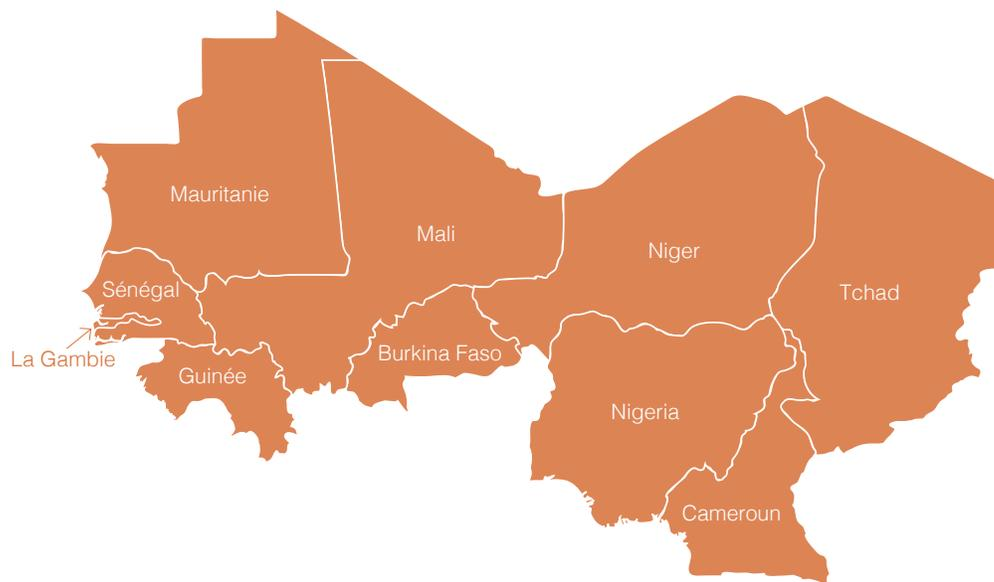 Mauritanie
Mali
Niger
Tchad
Sénégal
La Gambie
Burkina Faso
Guinée
Nigeria
Cameroun